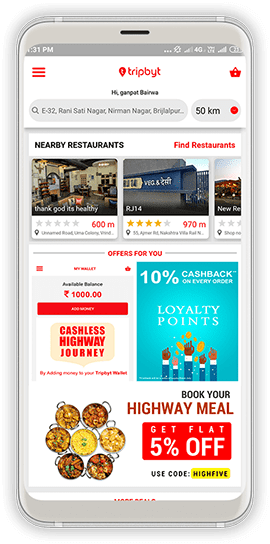 :31 PM
4G
tripbyt
Hi, ganpat Bairwa
E-32, Rani Sati Nagar, Nirman Nagar, Brijlalpur...
50 km
NEARBY RESTAURANTS
Find Restaurants
thank god its healthy
600 m
Unnamed Road, Uma Colony, Vinod...
VEG.& देसी
RJ14
970 m
55, Ajmer Rd, Nakshtra Villa Rail N...
New Re
Shop no
OFFERS FOR YOU
MY WALLET
Available Balance
₹ 1000.00
ADD MONEY
CASHLESS
HIGHWAY
JOURNEY
By Adding money to your Tripbyt Wallet
10% CASHBACK
ON EVERY ORDER
LOYALTY
POINTS
BOOK YOUR
HIGHWAY MEAL
GET FLAT
5% OFF
USE CODE: HIGHFIVE